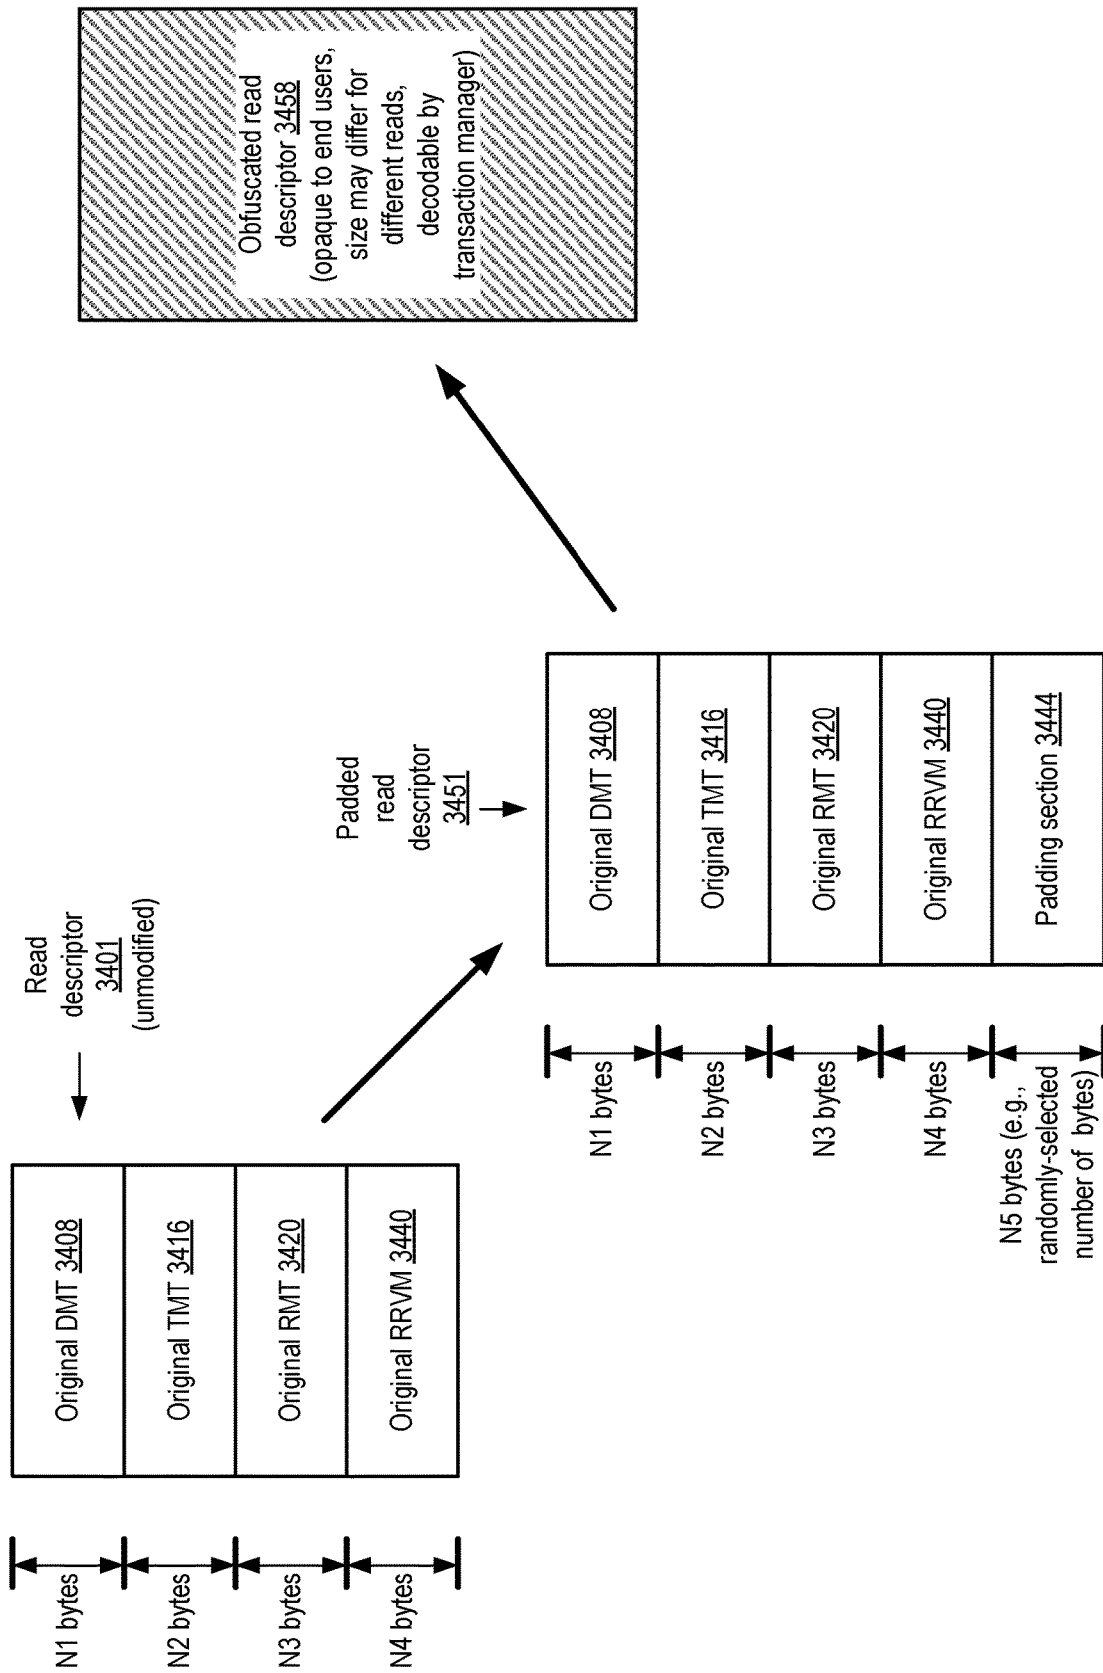 Read
descriptor
3401
(unmodified)
N1 bytes
Original DMT 3408
N2 bytes
Original TMT 3416
N3 bytes
Original RMT 3420
N4 bytes
Original RRVM 3440
Padded
read
descriptor
3451
N1 bytes
Original DMT 3408
N2 bytes
Original TMT 3416
N3 bytes
Original RMT 3420
N4 bytes
Original RRVM 3440
N5 bytes (e.g.,
randomly-selected
number of bytes)
Padding section 3444
Obfuscated read
descriptor 3458
(opaque to end users,
size may differ for
different reads,
decodable by
transaction manager)